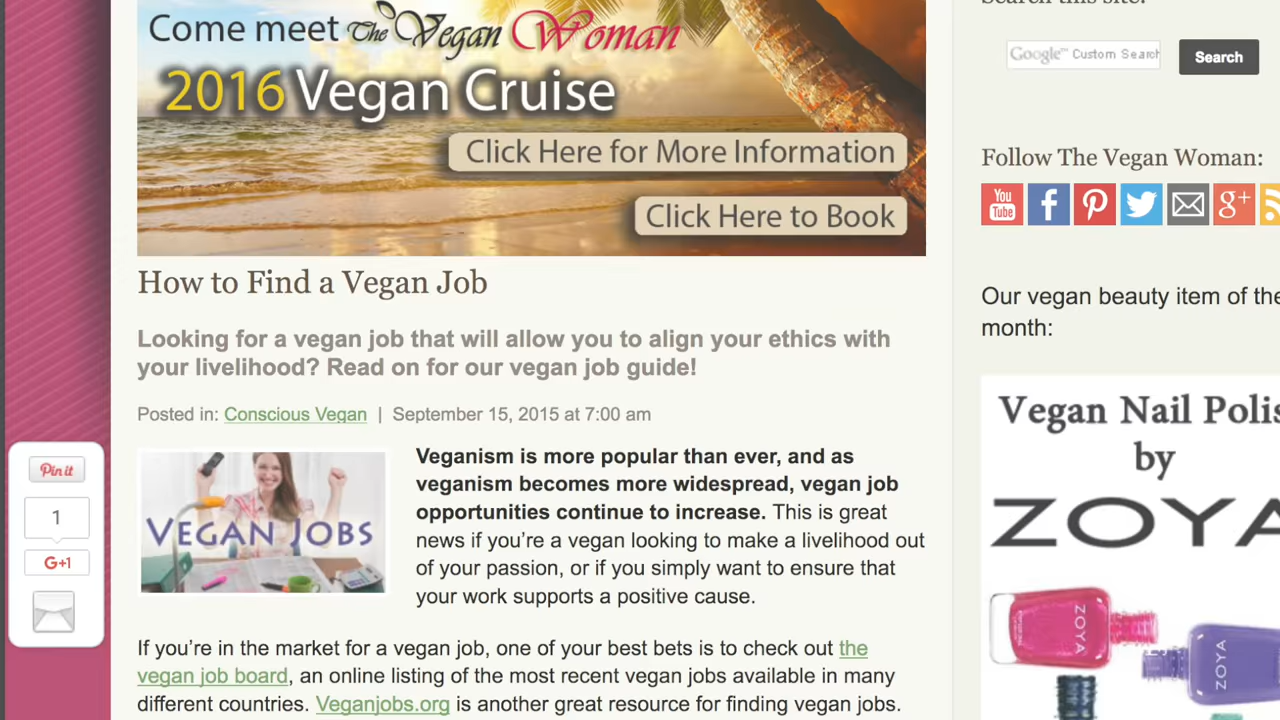 Come meet The Vegan Woman
2016 Vegan Cruise
Click Here for More Information
Click Here to Book
How to Find a Vegan Job
Looking for a vegan job that will allow you to align your ethics with
your livelihood? Read on for our vegan job guide!
Posted in: Conscious Vegan | September 15, 2015 at 7:00 am
VEGAN JOBS
Veganism is more popular than ever, and as
veganism becomes more widespread, vegan job
opportunities continue to increase. This is great
news if you're a vegan looking to make a livelihood out
of your passion, or if you simply want to ensure that
your work supports a positive cause.
If you're in the market for a vegan job, one of your best bets is to check out the
vegan job board, an online listing of the most recent vegan jobs available in many
different countries. Veganjobs.org is another great resource for finding vegan jobs.
Pin it
1
G+1
Search this site:
Google™ Custom Search
Search
Follow The Vegan Woman:
You
Tube
f
g+
Our vegan beauty item of the
month:
Vegan Nail Polis
by
ZOYA
ZOYA
ZOYA